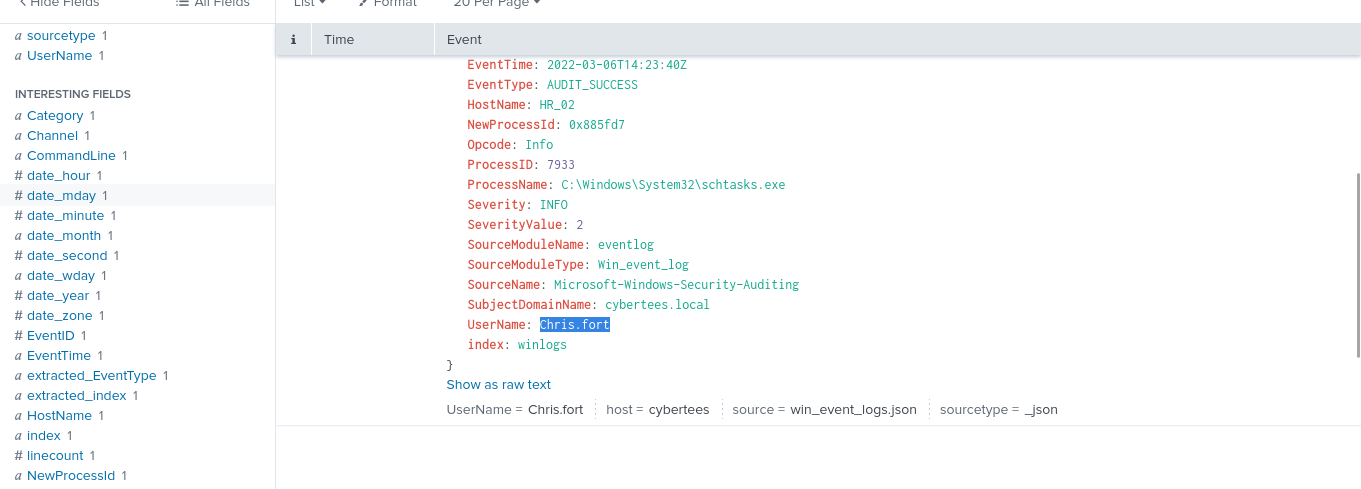 Hide Fields
All Fields
List
Format
20 Per Page
a sourcetype 1
a UserName 1
INTERESTING FIELDS
a Category 1
a Channel 1
a CommandLine 1
# date_hour 1
# date_mday 1
# date_minute 1
a date_month 1
# date_second 1
a date_wday 1
# date_year 1
a date_zone 1
# EventID 1
a EventTime 1
a extracted_EventType 1
a extracted_index 1
a HostName 1
a index 1
# linecount 1
a NewProcessId 1
i Time Event
EventTime: 2022-03-06T14:23:40Z
EventType: AUDIT_SUCCESS
HostName: HR_02
NewProcessId: 0x885fd7
Opcode: Info
ProcessID: 7933
ProcessName: C:\Windows\System32\schtasks.exe
Severity: INFO
SeverityValue: 2
SourceModuleName: eventlog
SourceModuleType: Win_event_log
SourceName: Microsoft-Windows-Security-Auditing
SubjectDomainName: cybertees.local
UserName: Chris.fort
index: winlogs
}
Show as raw text
UserName = Chris.fort host = cybertees source = win_event_logs.json sourcetype = _json